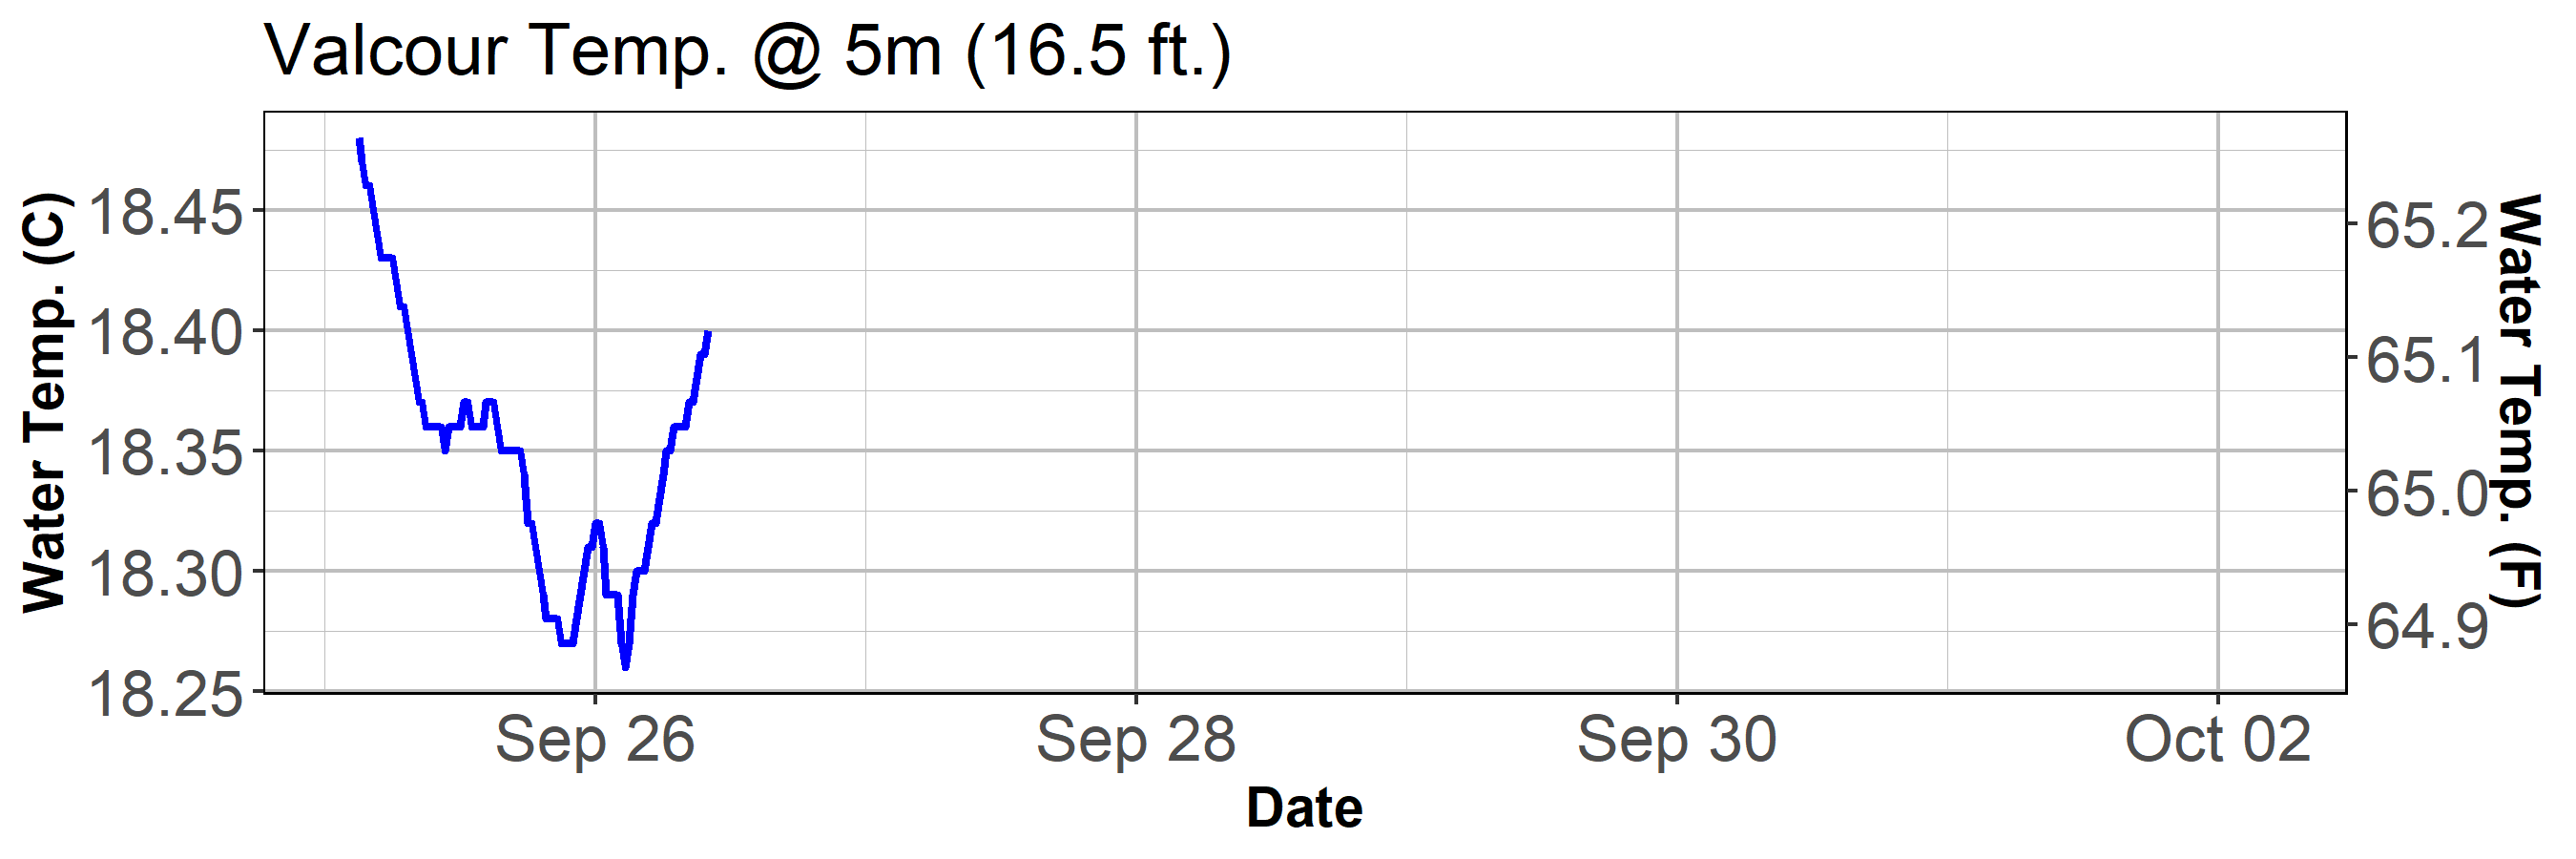 Valcour Temp. @ 5m (16.5 ft.)
Water Temp. (C)
18.45
18.40
18.35
18.30
18.25
65.2
65.1
65.0
64.9
Water Temp. (F)
Sep 26
Sep 28
Sep 30
Oct 02
Date